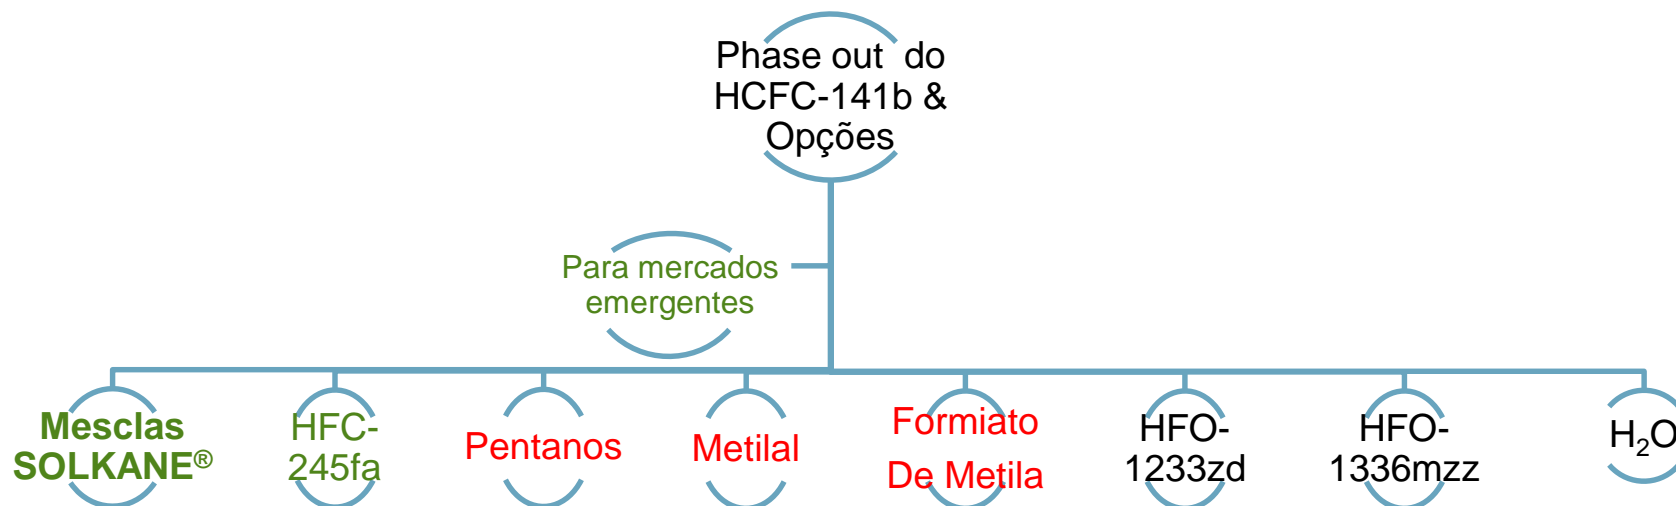 Phase out do
HCFC-141b &
Opções
Para mercados
emergentes
Mesclas
SOLKANE®
HFC-
245fa
Pentanos
Metilal
Formiato
De Metila
HFO-
1233zd
HFO-
1336mzz
H₂O